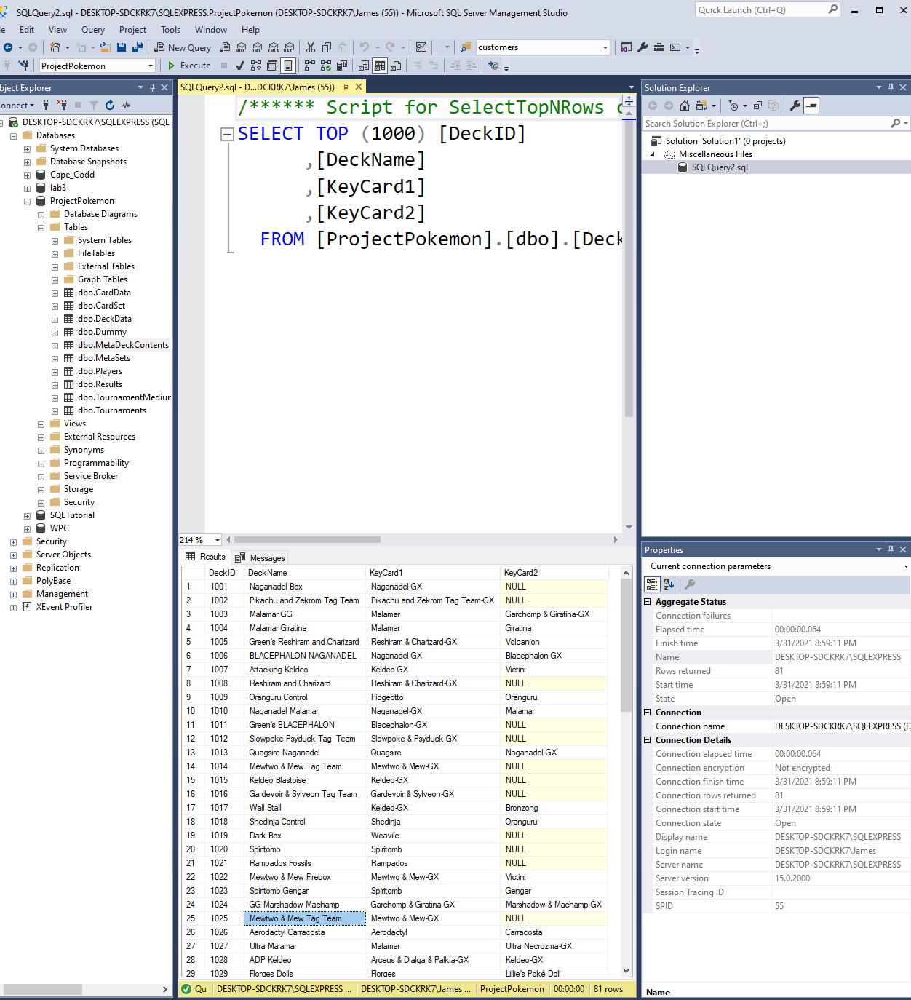 SQLQuery2.sql - DESKTOP-SDCKRK7\SQLEXPRESS.ProjectPokemon (DESKTOP-SDCKRK7\James (55)) - Microsoft SQL Server Management Studio
Quick Launch (Ctrl+Q)
le Edit View Query Project Tools Window Help
New Query MDX DMX XMLA DAX customers
ProjectPokemon Execute
bject Explorer
onnect
DESKTOP-SDCKRK7\SQLEXPRESS (SQL
Databases
System Databases
Database Snapshots
Cape_Codd
lab3
ProjectPokemon
Database Diagrams
Tables
System Tables
FileTables
External Tables
Graph Tables
dbo.CardData
dbo.CardSet
dbo.DeckData
dbo.Dummy
dbo.MetaDeckContents
dbo.MetaSets
dbo.Players
dbo.Results
dbo.TournamentMediur
dbo.Tournaments
Views
External Resources
Synonyms
Programmability
Service Broker
Storage
Security
SQLTutorial
WPC
Security
Server Objects
Replication
PolyBase
Management
XEvent Profiler
SQLQuery2.sql - D...DCKRK7\James (55))
/****** Script for SelectTopNRows c
SELECT TOP (1000) [DeckID]
,[DeckName]
,[KeyCard1]
,[KeyCard2]
FROM [ProjectPokemon].[dbo].[Deck
214 %
Results Messages
DeckID DeckName KeyCard1 KeyCard2
1 1001 Naganadel Box Naganadel-GX NULL
2 1002 Pikachu and Zekrom Tag Team Pikachu and Zekrom Tag Team-GX NULL
3 1003 Malamar GG Malamar Garchomp & Giratina-GX
4 1004 Malamar Giratina Malamar Giratina
5 1005 Green's Reshiram and Charizard Reshiram & Charizard-GX Volcanion
6 1006 BLACEPHALON NAGANADEL Naganadel-GX Blacephalon-GX
7 1007 Attacking Keldeo Keldeo-GX Victini
8 1008 Reshiram and Charizard Reshiram & Charizard-GX NULL
9 1009 Oranguru Control Pidgeotto Oranguru
10 1010 Naganadel Malamar Naganadel-GX Malamar
11 1011 Green's BLACEPHALON Blacephalon-GX NULL
12 1012 Slowpoke Psyduck Tag Team Slowpoke & Psyduck-GX NULL
13 1013 Quagsire Naganadel Quagsire Naganadel-GX
14 1014 Mewtwo & Mew Tag Team Mewtwo & Mew-GX NULL
15 1015 Keldeo Blastoise Keldeo-GX NULL
16 1016 Gardevoir & Sylveon Tag Team Gardevoir & Sylveon-GX NULL
17 1017 Wall Stall Keldeo-GX Bronzong
18 1018 Shedinja Control Shedinja Oranguru
19 1019 Dark Box Weavile NULL
20 1020 Spiritomb Spiritomb NULL
21 1021 Rampados Fossils Rampados NULL
22 1022 Mewtwo & Mew Firebox Mewtwo & Mew-GX Victini
23 1023 Spiritomb Gengar Spiritomb Gengar
24 1024 GG Marshadow Machamp Garchomp & Giratina-GX Marshadow & Machamp-GX
25 1025 Mewtwo & Mew Tag Team Mewtwo & Mew-GX NULL
26 1026 Aerodactyl Carracosta Aerodactyl Carracosta
27 1027 Ultra Malamar Malamar Ultra Necrozma-GX
28 1028 ADP Keldeo Arceus & Dialga & Palkia-GX Keldeo-GX
29 1029 Florges Dolls Florges Lillie's Poké Doll
Qu DESKTOP-SDCKRK7\SQLEXPRESS ... DESKTOP-SDCKRK7\James ... ProjectPokemon 00:00:00 81 rows
Solution Explorer
Search Solution Explorer (Ctrl+;)
Solution 'Solution1' (0 projects)
Miscellaneous Files
SQLQuery2.sql
Properties
Current connection parameters
Aggregate Status
Connection failures
Elapsed time 00:00:00.064
Finish time 3/31/2021 8:59:11 PM
Name DESKTOP-SDCKRK7\SQLEXPRESS
Rows returned 81
Start time 3/31/2021 8:59:11 PM
State Open
Connection
Connection name DESKTOP-SDCKRK7\SQLEXPRESS (D
Connection Details
Connection elapsed time 00:00:00.064
Connection encryption Not encrypted
Connection finish time 3/31/2021 8:59:11 PM
Connection rows returned 81
Connection start time 3/31/2021 8:59:11 PM
Connection state Open
Display name DESKTOP-SDCKRK7\SQLEXPRESS
Login name DESKTOP-SDCKRK7\James
Server name DESKTOP-SDCKRK7\SQLEXPRESS
Server version 15.0.2000
Session Tracing ID
SPID 55
Name